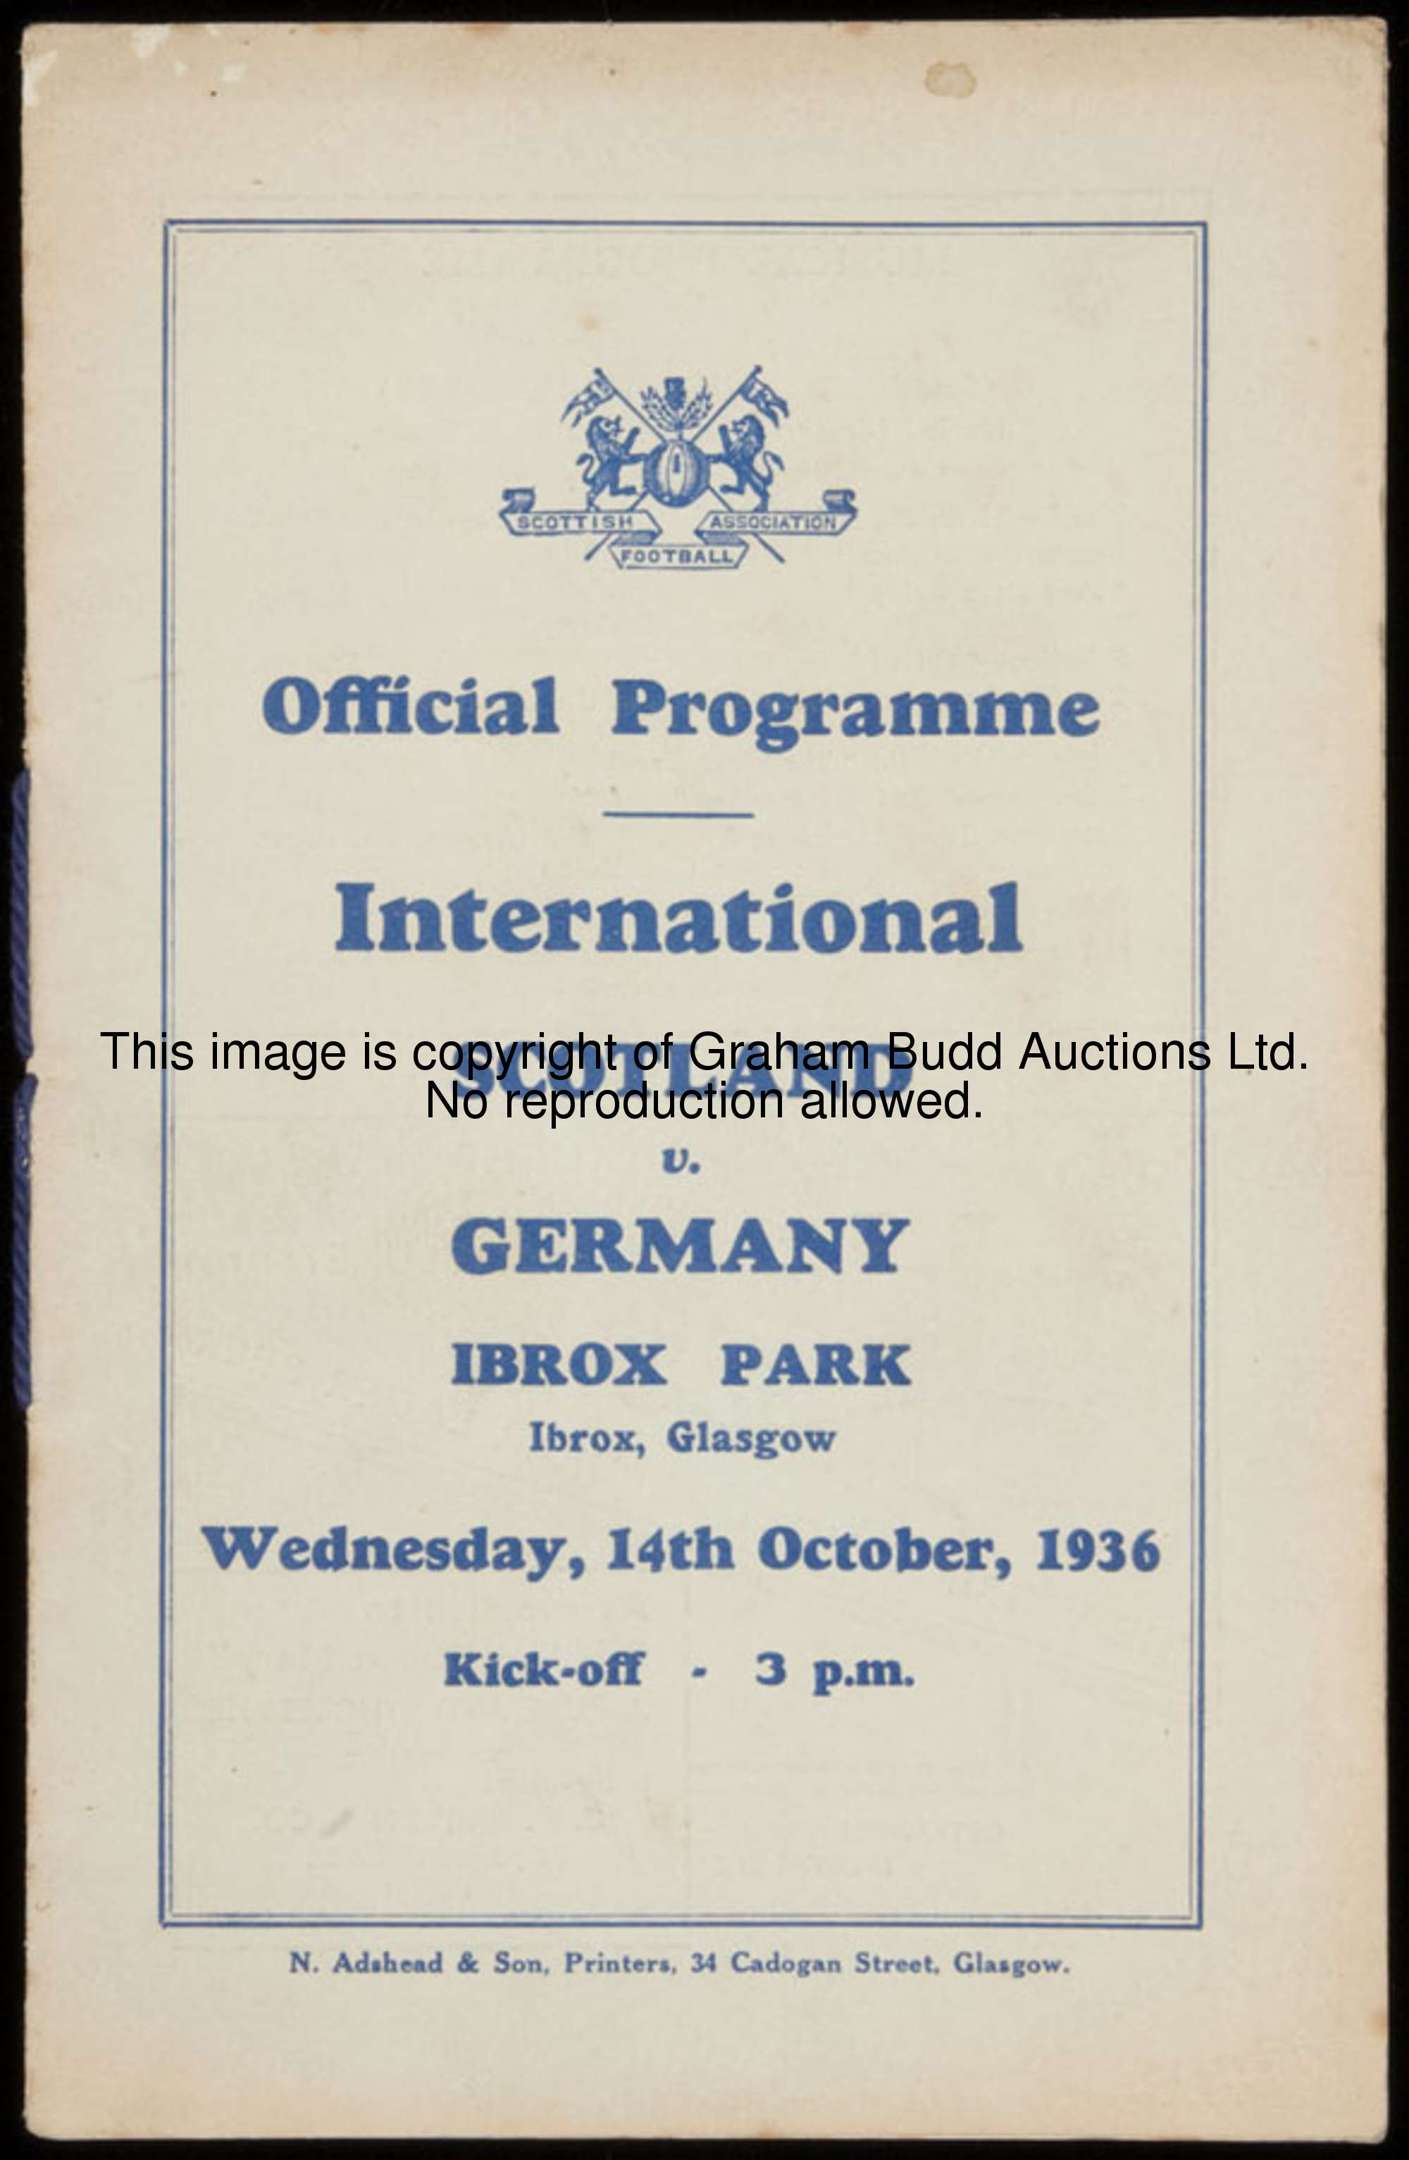 SCOTTISH ASSOCIATION
FOOTBALL
Official Programme
International
SCOTLAND
This image is copyright of Graham Budd Auctions Ltd.
No reproduction allowed.
v.
GERMANY
IBROX PARK
Ibrox, Glasgow
Wednesday, 14th October, 1936
Kick-off - 3 p.m.
N. Adshead & Son, Printers, 34 Cadogan Street, Glasgow.